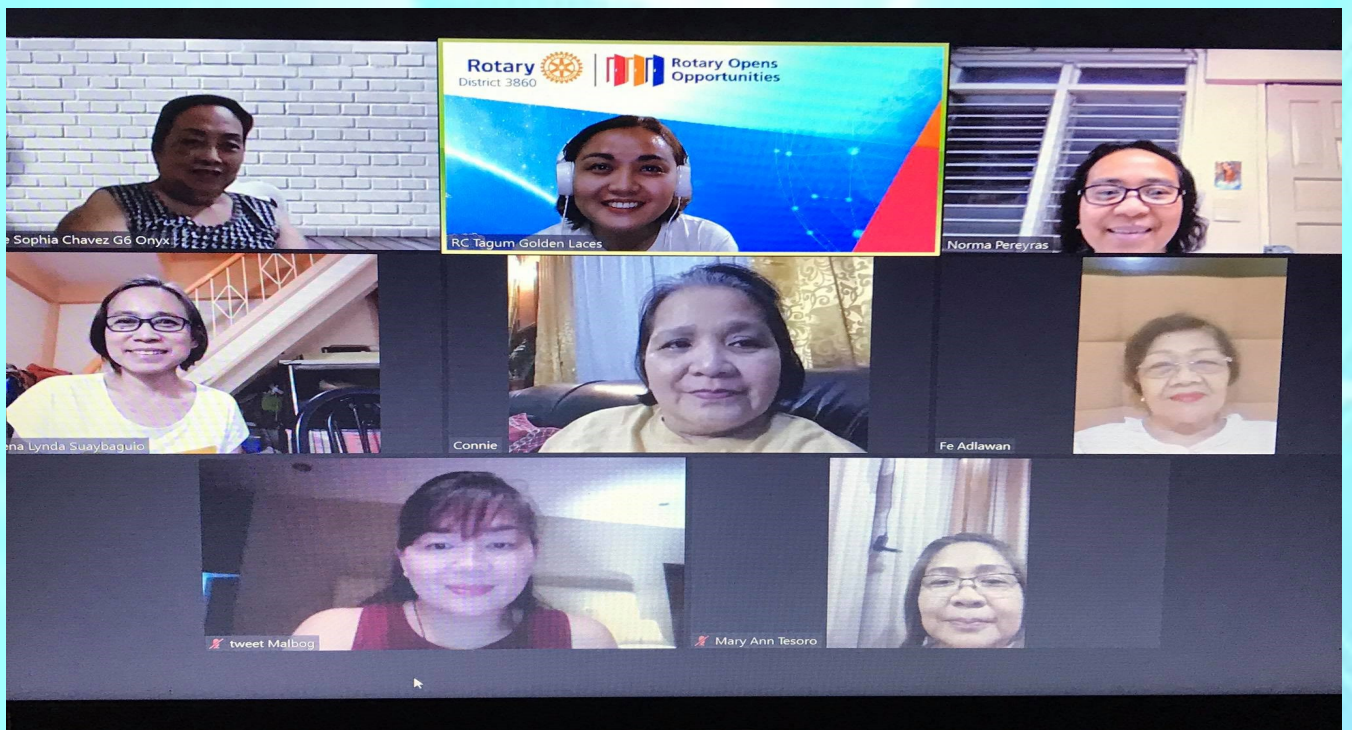 Rotary
District 3860
Rotary Opens
Opportunities
e Sophia Chavez G6 Onyx
RC Tagum Golden Laces
Norma Pereyras
ena Lynda Suaybaguio
Connie
Fe Adlawan
tweet Malbog
Mary Ann Tesoro